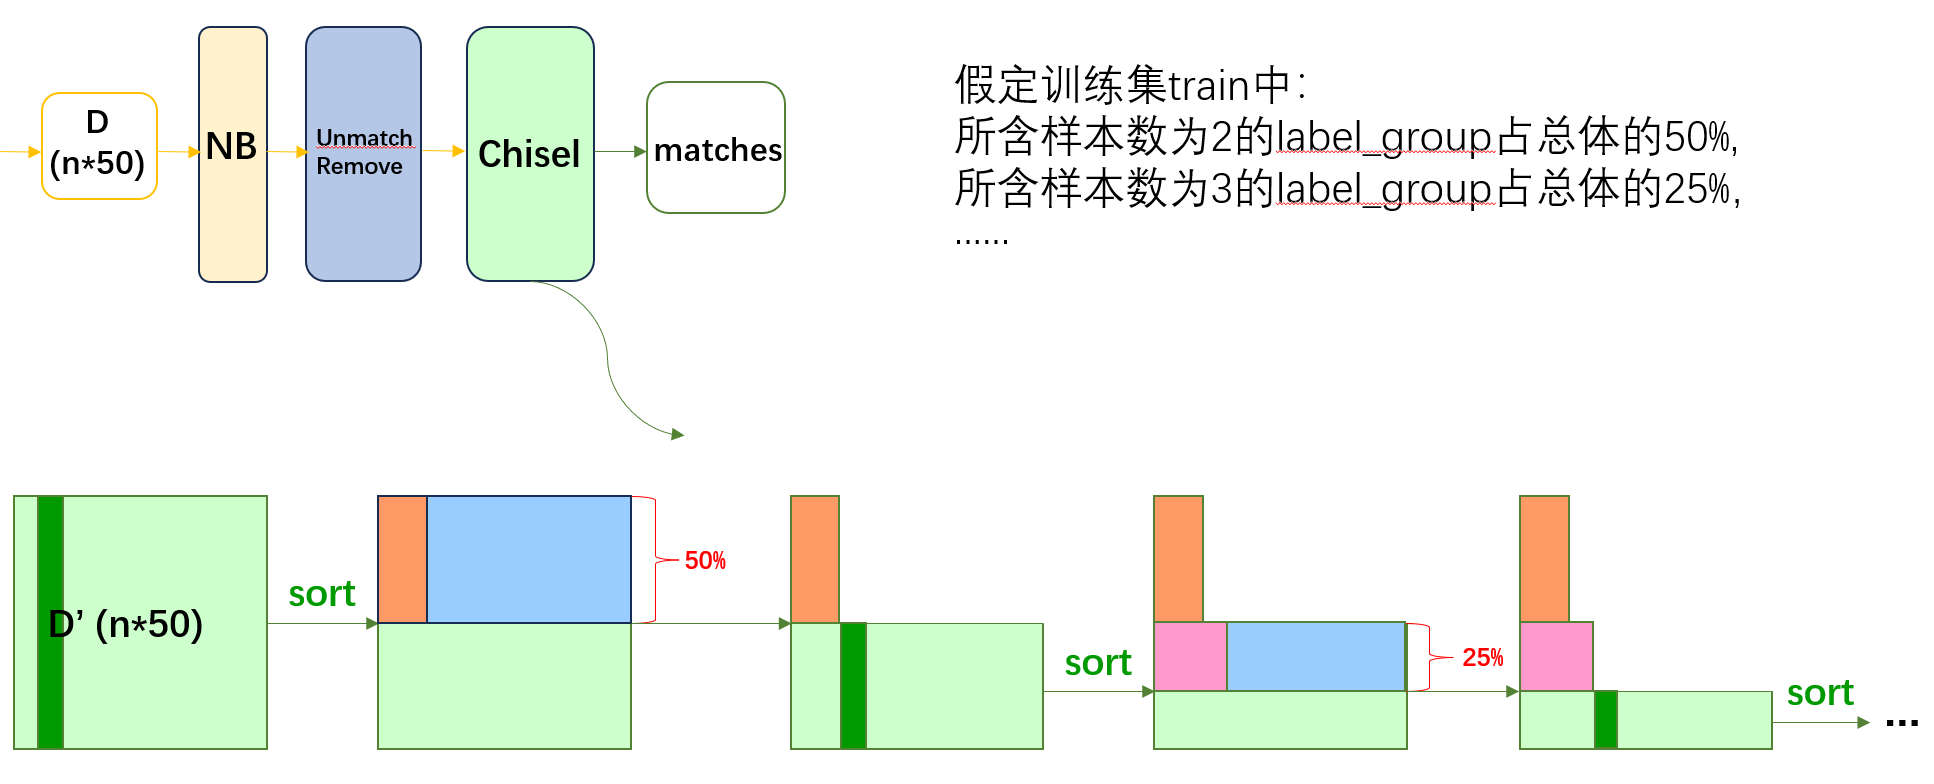 D
(n*50)
NB
Unmatch
Remove
Chisel
matches
假定训练集train中：
所含样本数为2的label_group占总体的50%,
所含样本数为3的label_group占总体的25%,
......
D’ (n*50)
sort
50%
sort
25%
sort
...